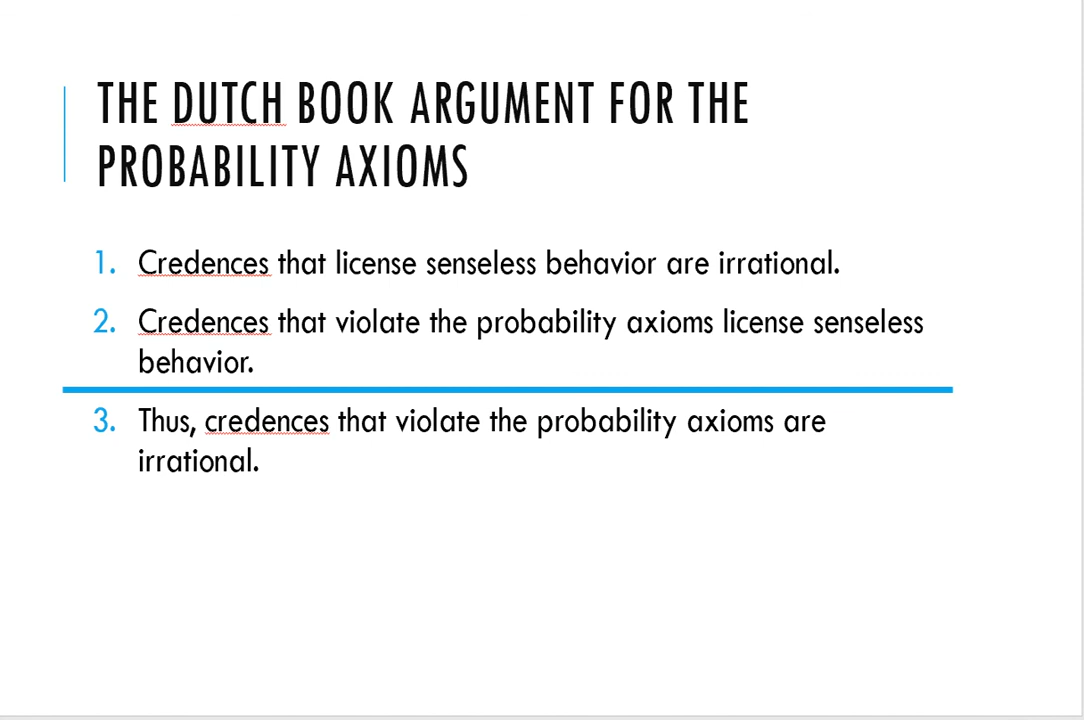 THE DUTCH BOOK ARGUMENT FOR THE
PROBABILITY AXIOMS
1. Credences that license senseless behavior are irrational.
2. Credences that violate the probability axioms license senseless
behavior.
3. Thus, credences that violate the probability axioms are
irrational.